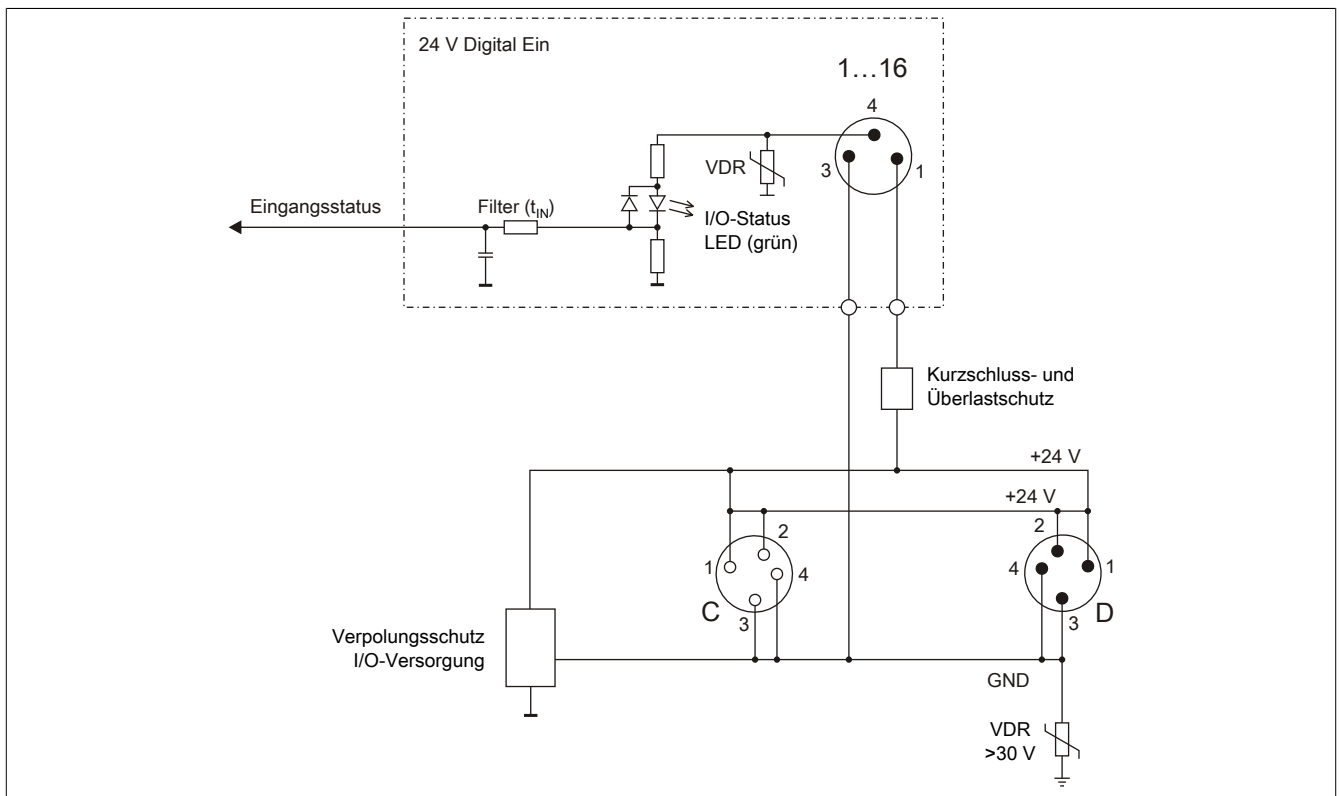 24 V Digital Ein
1...16
4
VDR
3
1
Eingangsstatus
Filter (tIN)
I/O-Status
LED (grün)
Kurzschluss- und
Überlastschutz
+24 V
+24 V
2
2
1
4
4
1
C
3
D
3
Verpolungsschutz
I/O-Versorgung
GND
VDR
>30 V